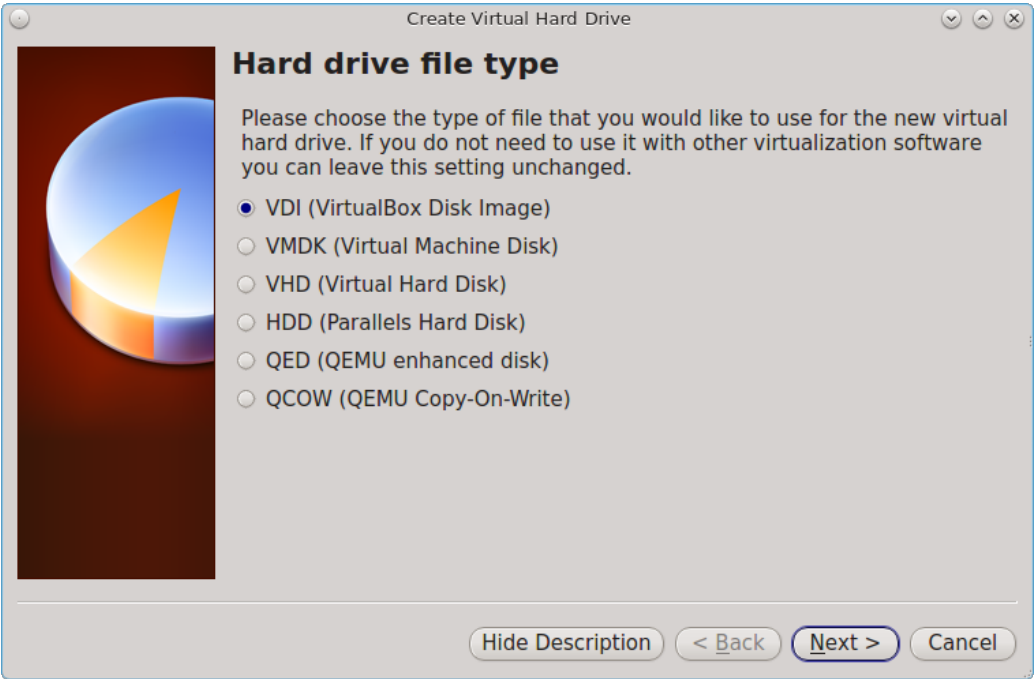 Create Virtual Hard Drive
Hard drive file type
Please choose the type of file that you would like to use for the new virtual
hard drive. If you do not need to use it with other virtualization software
you can leave this setting unchanged.
VDI (VirtualBox Disk Image)
VMDK (Virtual Machine Disk)
VHD (Virtual Hard Disk)
HDD (Parallels Hard Disk)
QED (QEMU enhanced disk)
QCOW (QEMU Copy-On-Write)
Hide Description < Back Next > Cancel